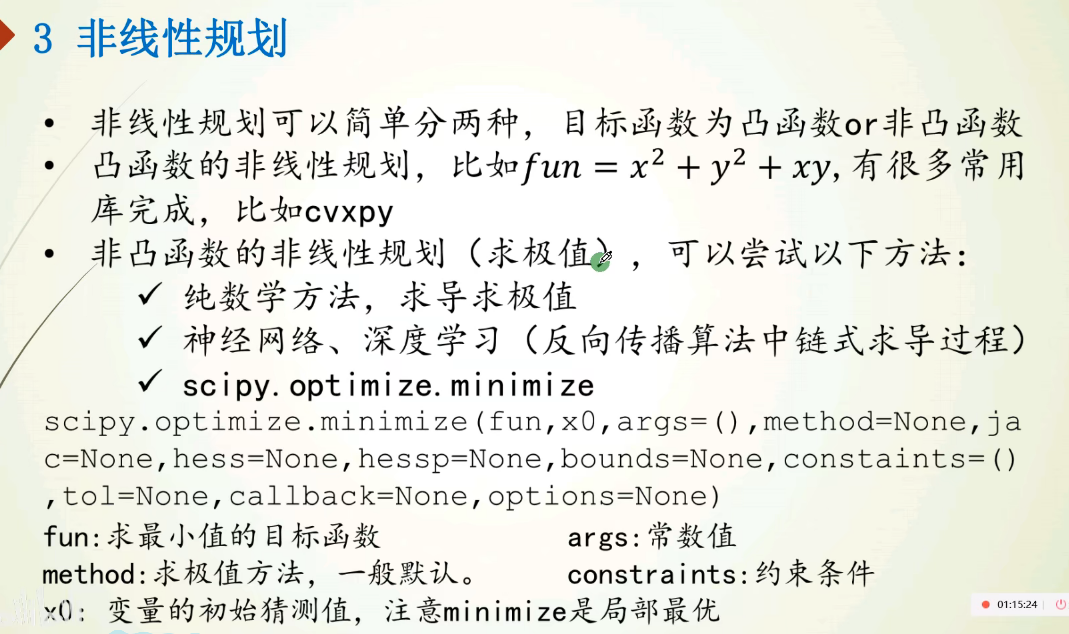 3 非线性规划
• 非线性规划可以简单分两种，目标函数为凸函数or非凸函数
• 凸函数的非线性规划，比如fun = x² + y² + xy, 有很多常用
库完成，比如cvxpy
• 非凸函数的非线性规划（求极值），可以尝试以下方法：
✓ 纯数学方法，求导求极值
✓ 神经网络、深度学习（反向传播算法中链式求导过程）
✓ scipy.optimize.minimize
scipy.optimize.minimize(fun,x0,args=(),method=None,ja
c=None,hess=None,hessp=None,bounds=None,constaints=()
,tol=None,callback=None,options=None)
fun:求最小值的目标函数 args:常数值
method:求极值方法，一般默认。 constraints:约束条件
x0: 变量的初始猜测值，注意minimize是局部最优
01:15:24